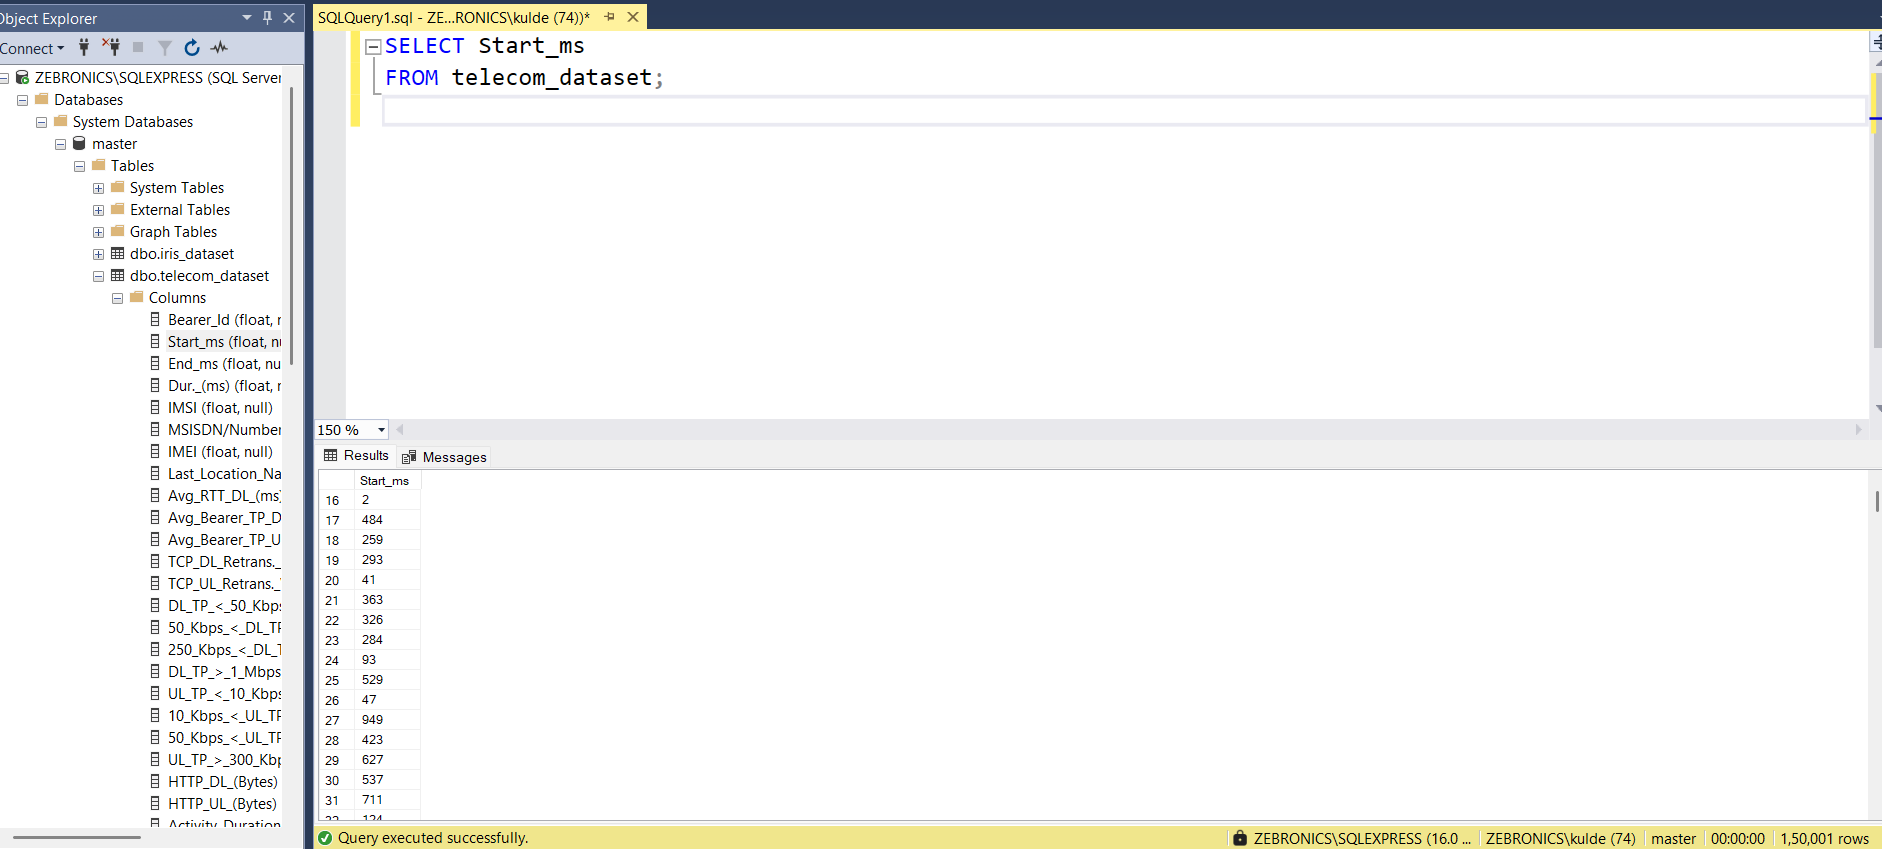 Object Explorer
Connect
ZEBRONICS\SQLEXPRESS (SQL Server
Databases
System Databases
master
Tables
System Tables
External Tables
Graph Tables
dbo.iris_dataset
dbo.telecom_dataset
Columns
Bearer_Id (float, n
Start_ms (float, nu
End_ms (float, nu
Dur._(ms) (float, n
IMSI (float, null)
MSISDN/Number
IMEI (float, null)
Last_Location_Na
Avg_RTT_DL_(ms)
Avg_Bearer_TP_D
Avg_Bearer_TP_U
TCP_DL_Retrans._
TCP_UL_Retrans._
DL_TP_<_50_Kbps
50_Kbps_<_DL_TP
250_Kbps_<_DL_T
DL_TP_>_1_Mbps
UL_TP_<_10_Kbps
10_Kbps_<_UL_TP
50_Kbps_<_UL_TP
UL_TP_>_300_Kbp
HTTP_DL_(Bytes)
HTTP_UL_(Bytes)
Activity_Duration
SQLQuery1.sql - ZE...RONICS\kulde (74))*
SELECT Start_ms
FROM telecom_dataset;
150 %
Results Messages
Start_ms
16 2
17 484
18 259
19 293
20 41
21 363
22 326
23 284
24 93
25 529
26 47
27 949
28 423
29 627
30 537
31 711
32 124
Query executed successfully. ZEBRONICS\SQLEXPRESS (16.0 ... ZEBRONICS\kulde (74) master 00:00:00 1,50,001 rows